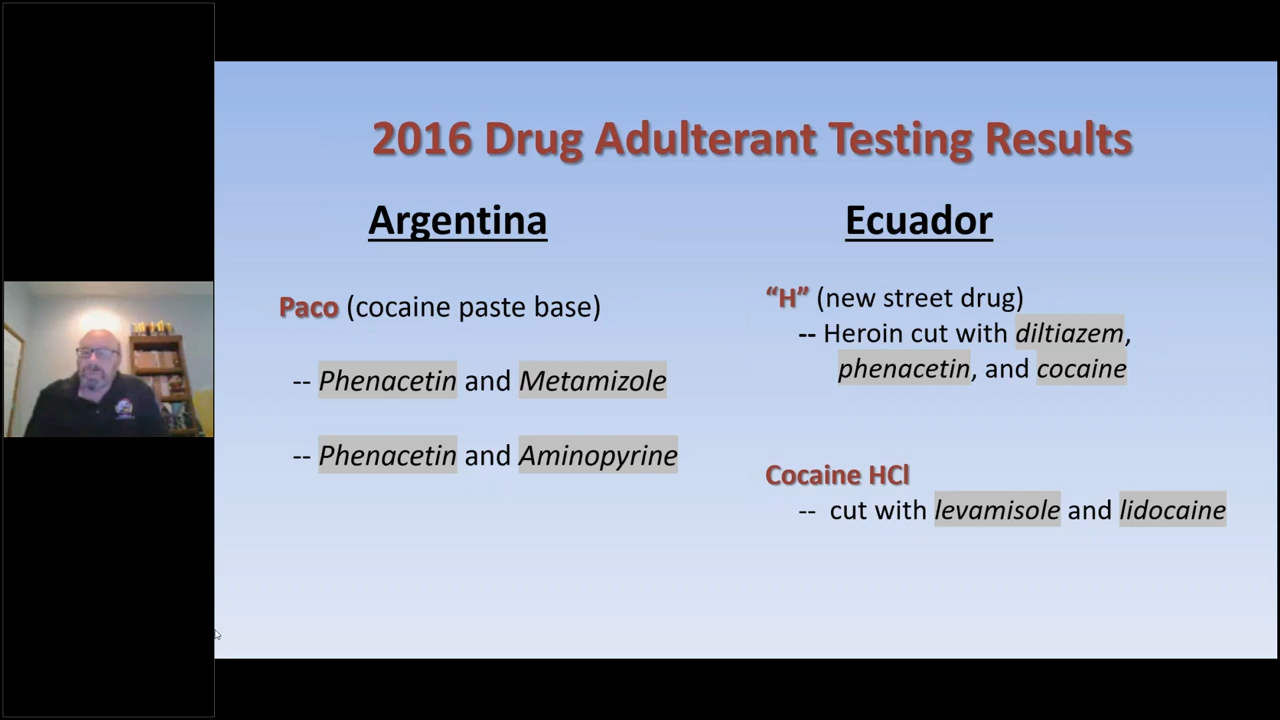 2016 Drug Adulterant Testing Results
Argentina
Paco (cocaine paste base)
-- Phenacetin and Metamizole
-- Phenacetin and Aminopyrine
Ecuador
“H” (new street drug)
-- Heroin cut with diltiazem,
phenacetin, and cocaine
Cocaine HCl
-- cut with levamisole and lidocaine